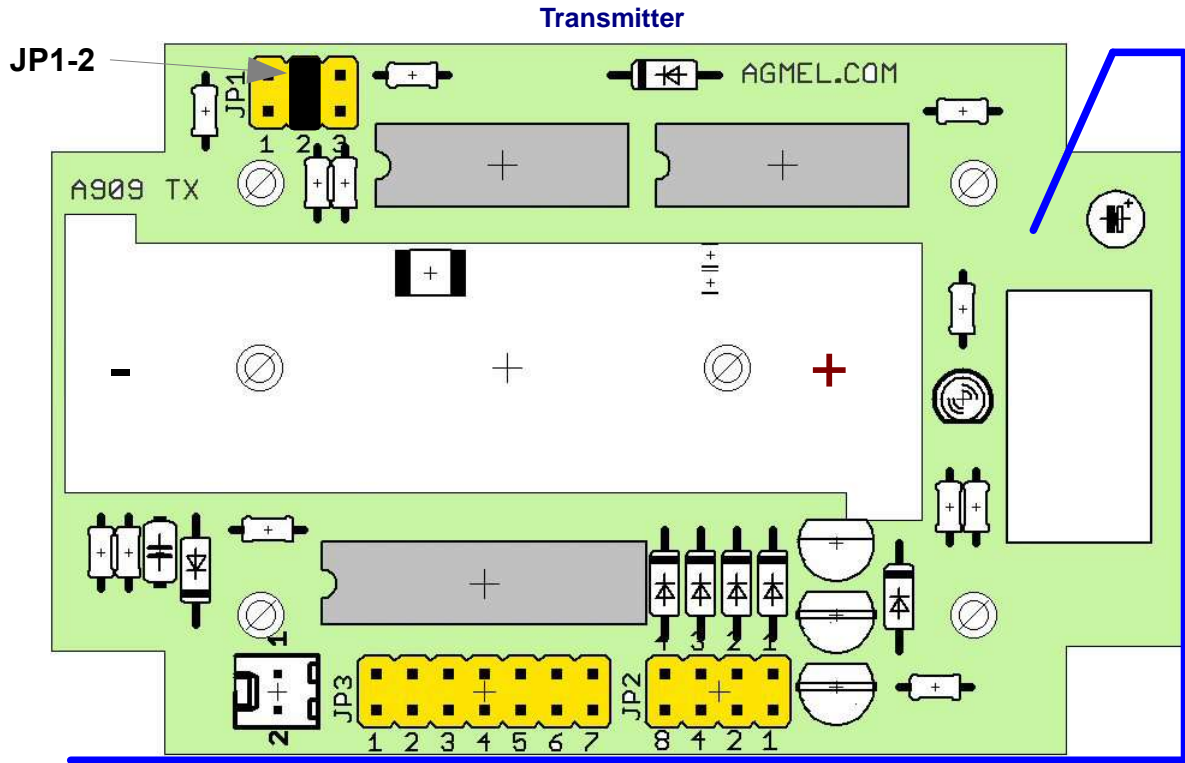 Transmitter
JP1-2
JP1
AGMEL.COM
1 2 3
A909 TX
- +
1
4 3 2 1
2
JP3
JP2
1 2 3 4 5 6 7
8 4 2 1